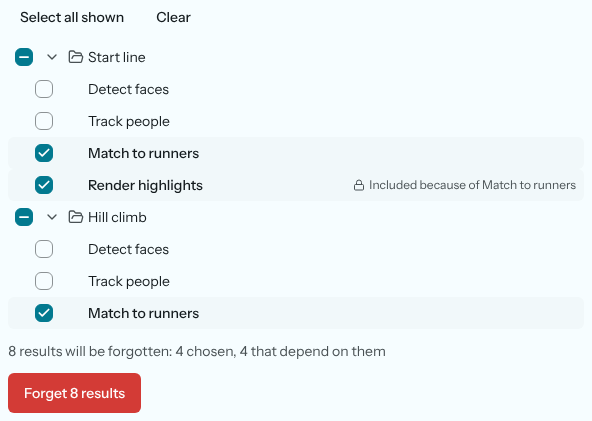 Select all shown Clear
Start line
Detect faces
Track people
Match to runners
Render highlights Included because of Match to runners
Hill climb
Detect faces
Track people
Match to runners
8 results will be forgotten: 4 chosen, 4 that depend on them
Forget 8 results